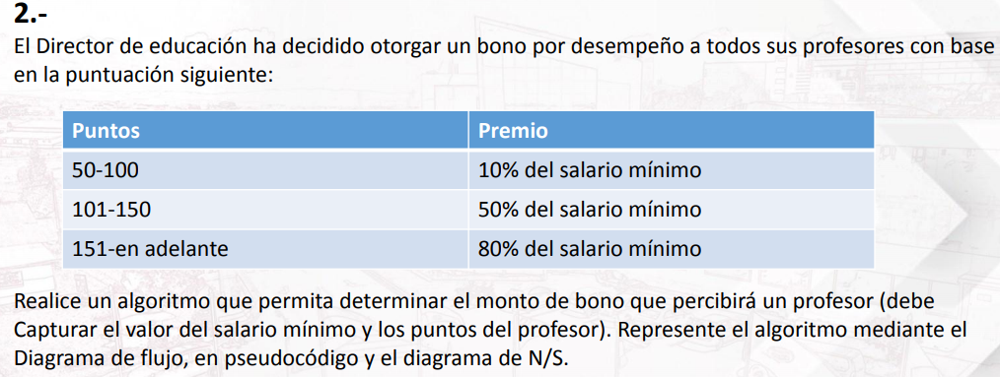 2.-
El Director de educación ha decidido otorgar un bono por desempeño a todos sus profesores con base
en la puntuación siguiente:
Puntos Premio
50-100 10% del salario mínimo
101-150 50% del salario mínimo
151-en adelante 80% del salario mínimo
Realice un algoritmo que permita determinar el monto de bono que percibirá un profesor (debe
Capturar el valor del salario mínimo y los puntos del profesor). Represente el algoritmo mediante el
Diagrama de flujo, en pseudocódigo y el diagrama de N/S.